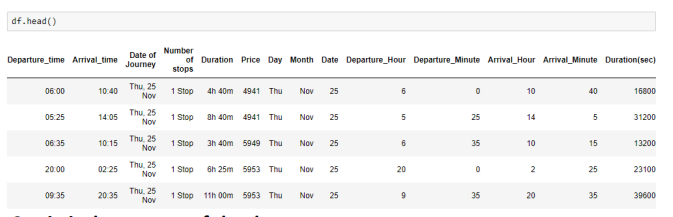 df.head()
Departure_time Arrival_time Date of Journey Number of stops Duration Price Day Month Date Departure_Hour Departure_Minute Arrival_Hour Arrival_Minute Duration(sec)
06:00 10:40 Thu, 25 Nov 1 Stop 4h 40m 4941 Thu Nov 25 6 0 10 40 16800
05:25 14:05 Thu, 25 Nov 1 Stop 8h 40m 4941 Thu Nov 25 5 25 14 5 31200
06:35 10:15 Thu, 25 Nov 1 Stop 3h 40m 5949 Thu Nov 25 6 35 10 15 13200
20:00 02:25 Thu, 25 Nov 1 Stop 6h 25m 5953 Thu Nov 25 20 0 2 25 23100
09:35 20:35 Thu, 25 Nov 1 Stop 11h 00m 5953 Thu Nov 25 9 35 20 35 39600